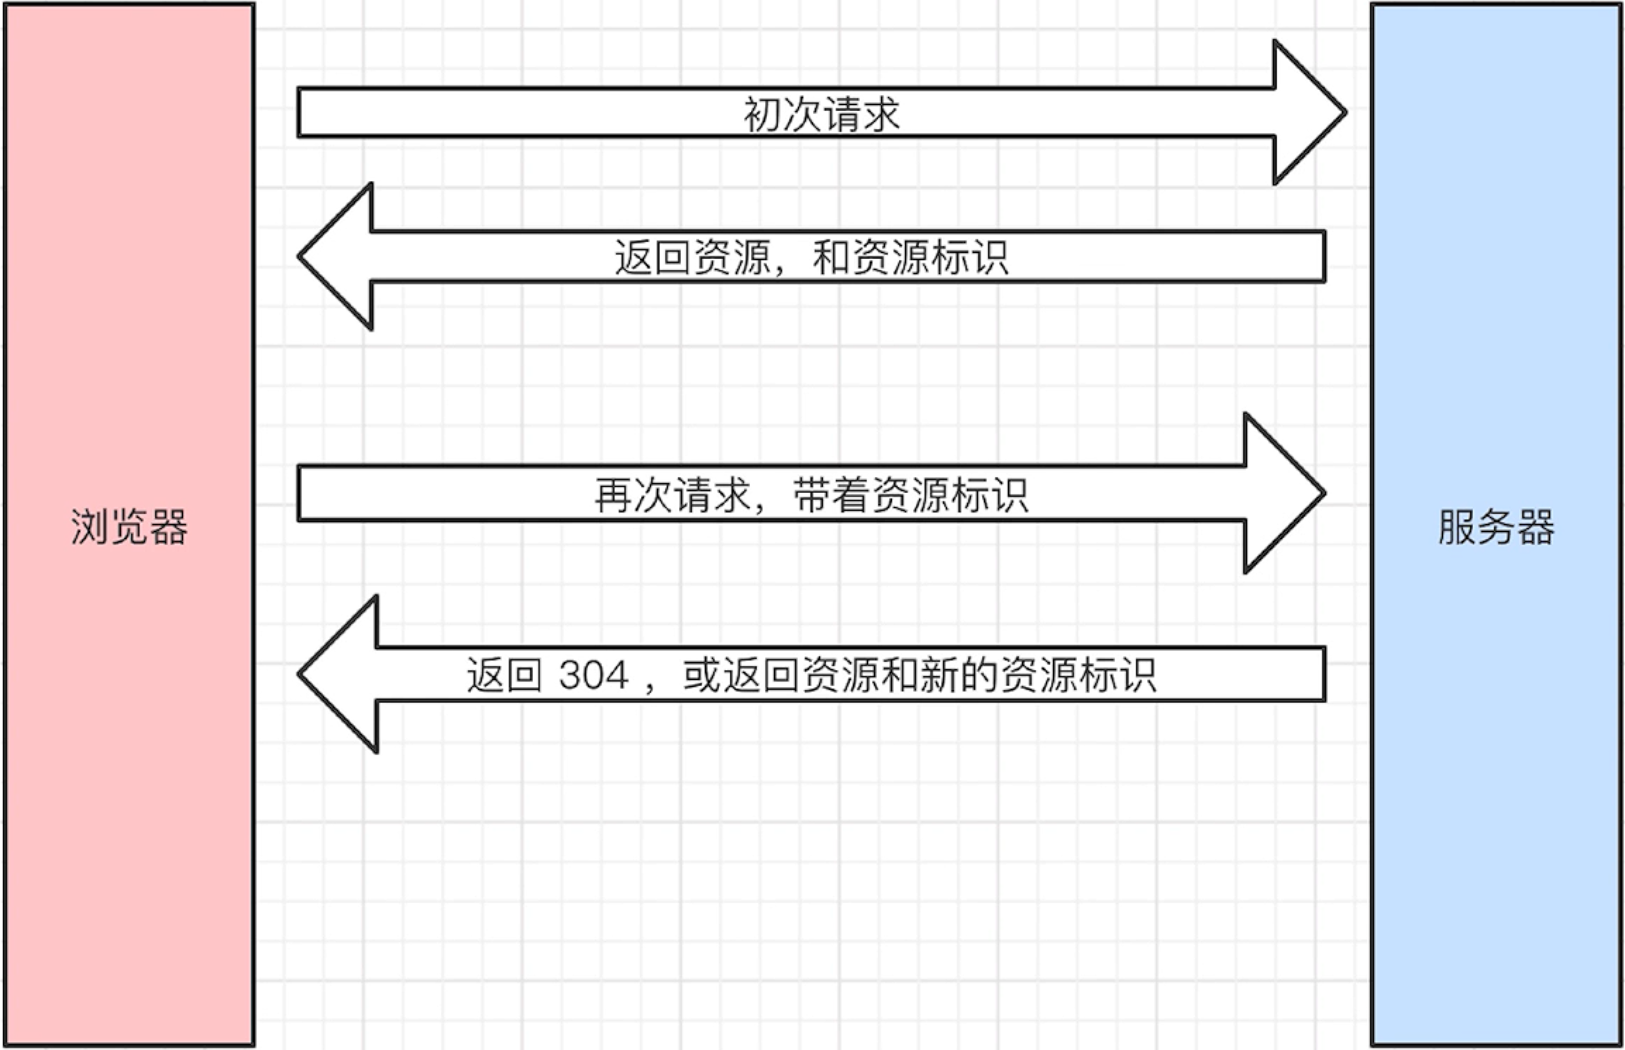 初次请求
返回资源，和资源标识
再次请求，带着资源标识
浏览器
服务器
返回 304 ，或返回资源和新的资源标识